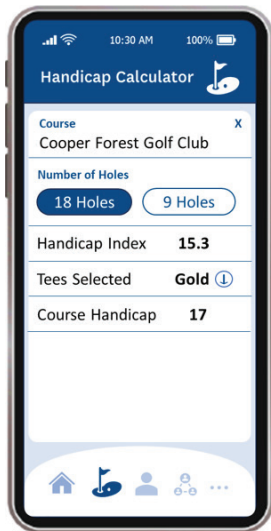 10:30 AM 100%
Handicap Calculator
Course X
Cooper Forest Golf Club
Number of Holes
18 Holes 9 Holes
Handicap Index 15.3
Tees Selected Gold
Course Handicap 17